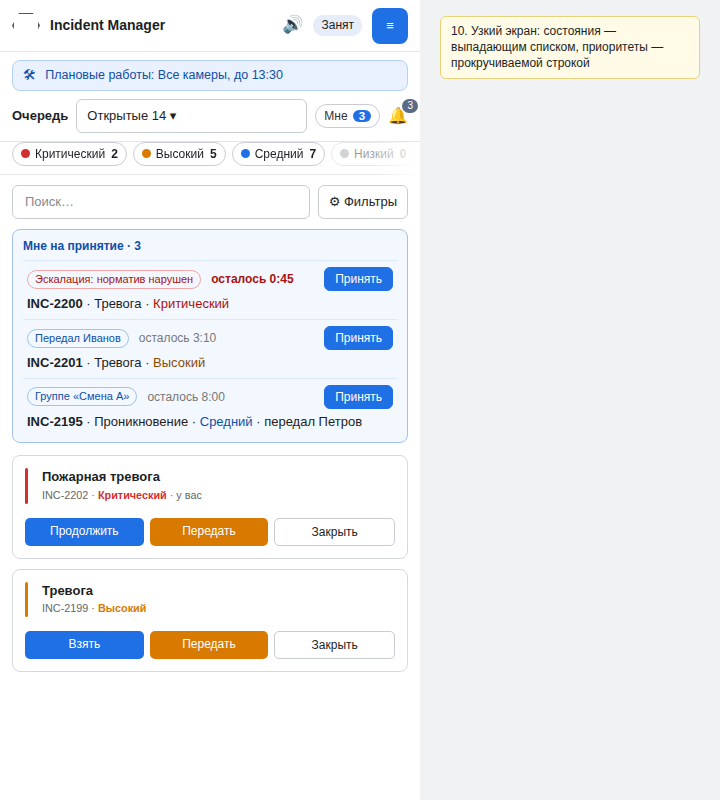 Incident Manager
Занят
≡
Плановые работы: Все камеры, до 13:30
Очередь Открытые 14 ▾ Мне 3 3
Критический 2 Высокий 5 Средний 7 Низкий 0
Поиск…
⚙ Фильтры
Мне на принятие · 3
Эскалация: норматив нарушен осталось 0:45 Принять
INC-2200 · Тревога · Критический
Передал Иванов осталось 3:10 Принять
INC-2201 · Тревога · Высокий
Группе «Смена А» осталось 8:00 Принять
INC-2195 · Проникновение · Средний · передал Петров
Пожарная тревога
INC-2202 · Критический · у вас
Продолжить Передать Закрыть
Тревога
INC-2199 · Высокий
Взять Передать Закрыть
10. Узкий экран: состояния —
выпадающим списком, приоритеты —
прокручиваемой строкой